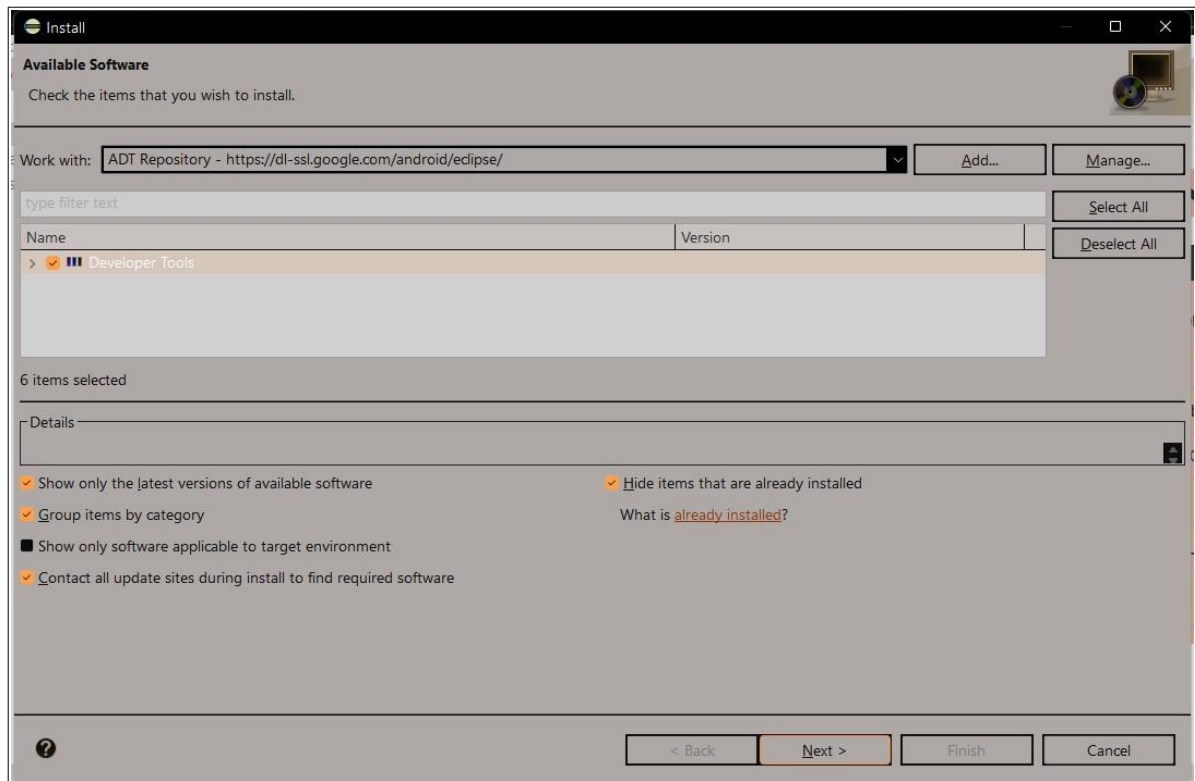 Install
Available Software
Check the items that you wish to install.
Work with: ADT Repository - https://dl-ssl.google.com/android/eclipse/ Add... Manage...
type filter text
Select All
Name Version
Deselect All
Developer Tools
6 items selected
Details
Show only the latest versions of available software Hide items that are already installed
Group items by category What is already installed?
Show only software applicable to target environment
Contact all update sites during install to find required software
? < Back Next > Finish Cancel